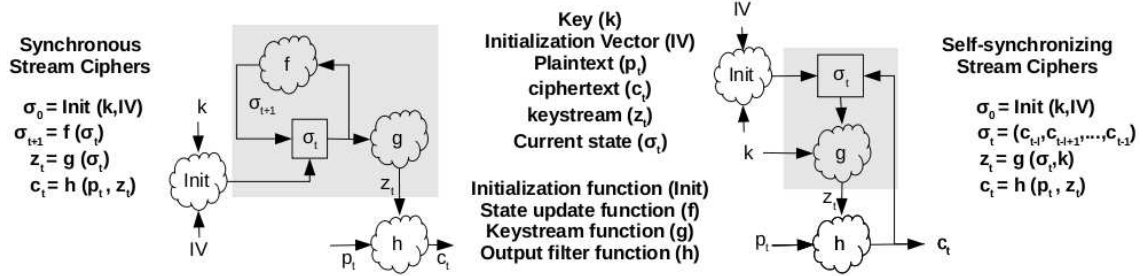 Synchronous
Stream Ciphers
σ₀ = Init (k,IV)
σₜ₊₁ = f (σₜ)
zₜ = g (σₜ)
cₜ = h (pₜ , zₜ)
k
Init
IV
f
σₜ₊₁
σₜ
g
zₜ
pₜ
h
cₜ
Key (k)
Initialization Vector (IV)
Plaintext (pₜ)
ciphertext (cₜ)
keystream (zₜ)
Current state (σₜ)
Initialization function (Init)
State update function (f)
Keystream function (g)
Output filter function (h)
IV
Init
σₜ
k
g
zₜ
pₜ
h
cₜ
Self-synchronizing
Stream Ciphers
σ₀ = Init (k,IV)
σₜ = (cₜ₋ₗ,cₜ₋ₗ₊₁,...,cₜ₋₁)
zₜ = g (σₜ,k)
cₜ = h (pₜ , zₜ)